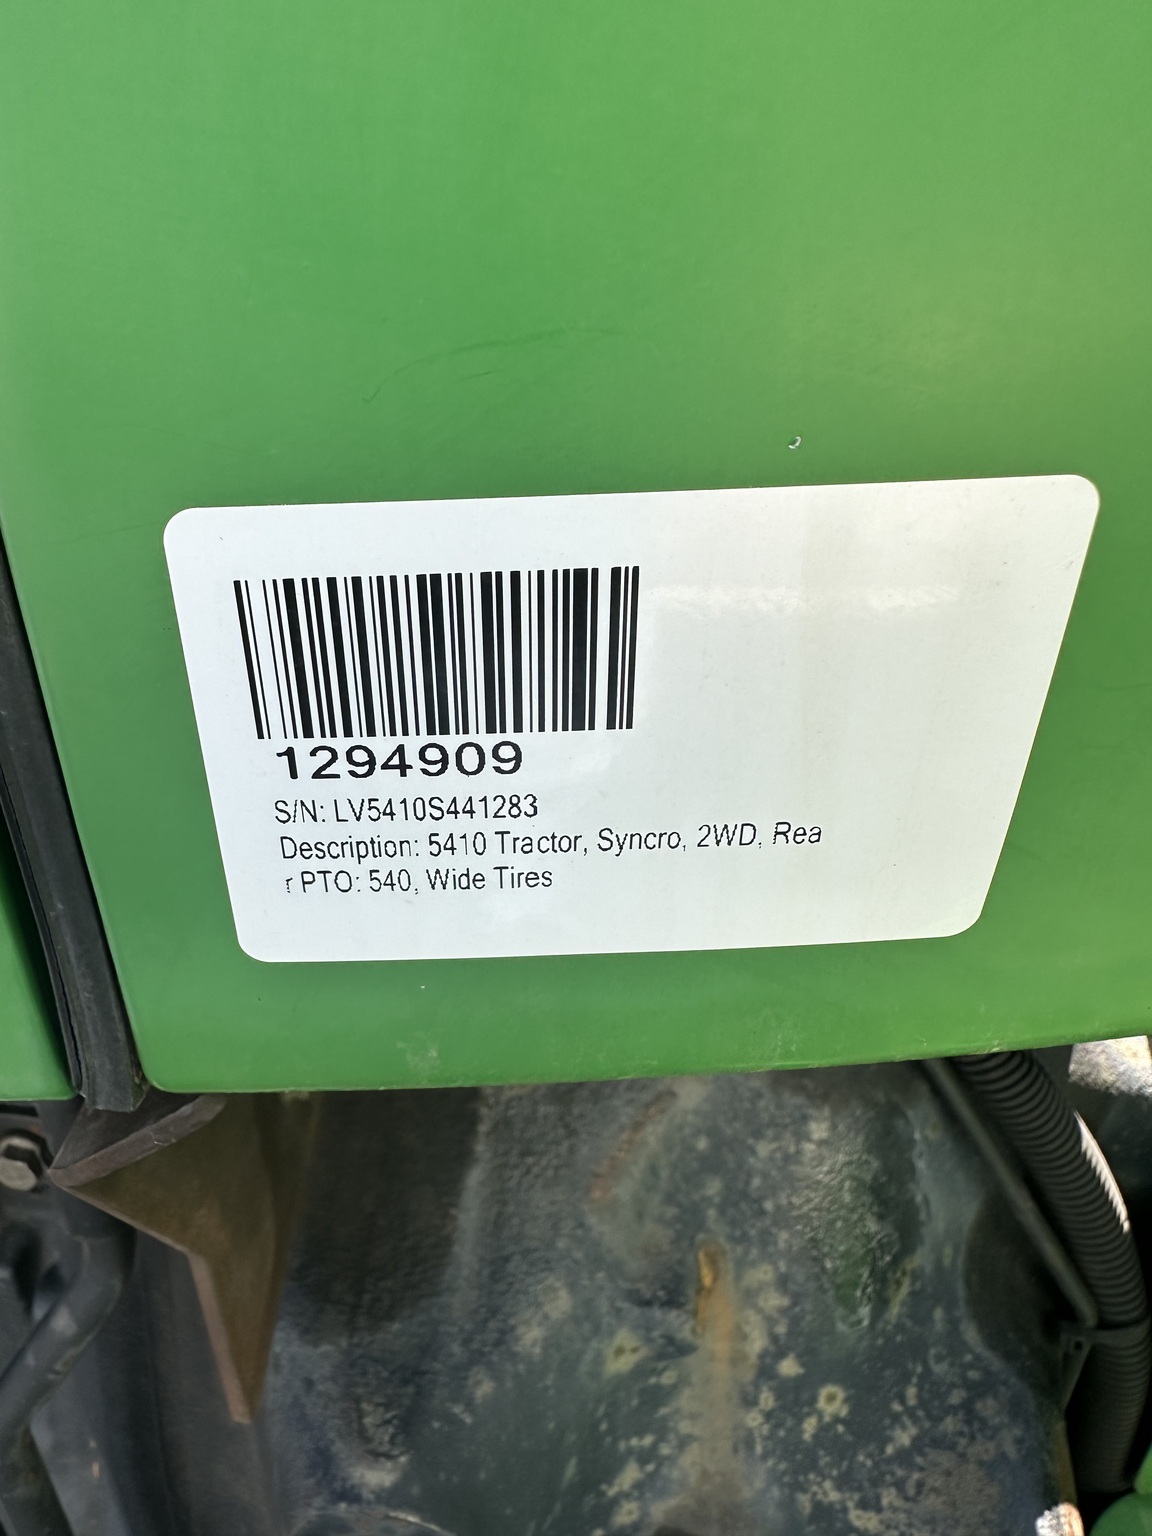 1294909
S/N: LV5410S441283
Description: 5410 Tractor, Syncro, 2WD, Rea
r PTO: 540, Wide Tires